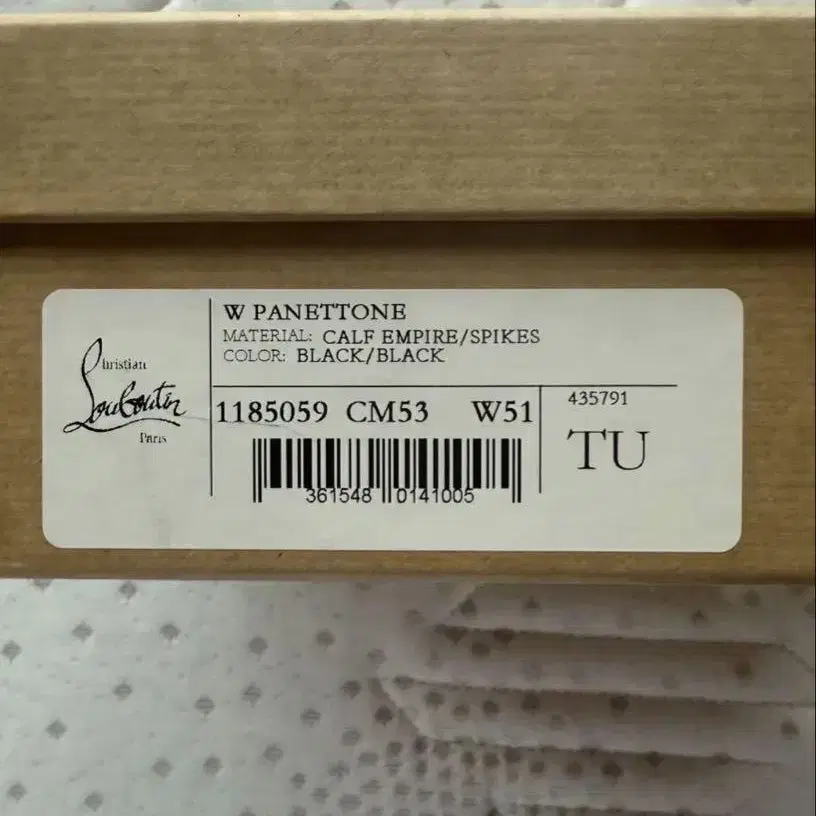 Christian
Louboutin
Paris
W PANETTONE
MATERIAL: CALF EMPIRE/SPIKES
COLOR: BLACK/BLACK
1185059 CM53 W51
361548 0141005
435791
TU